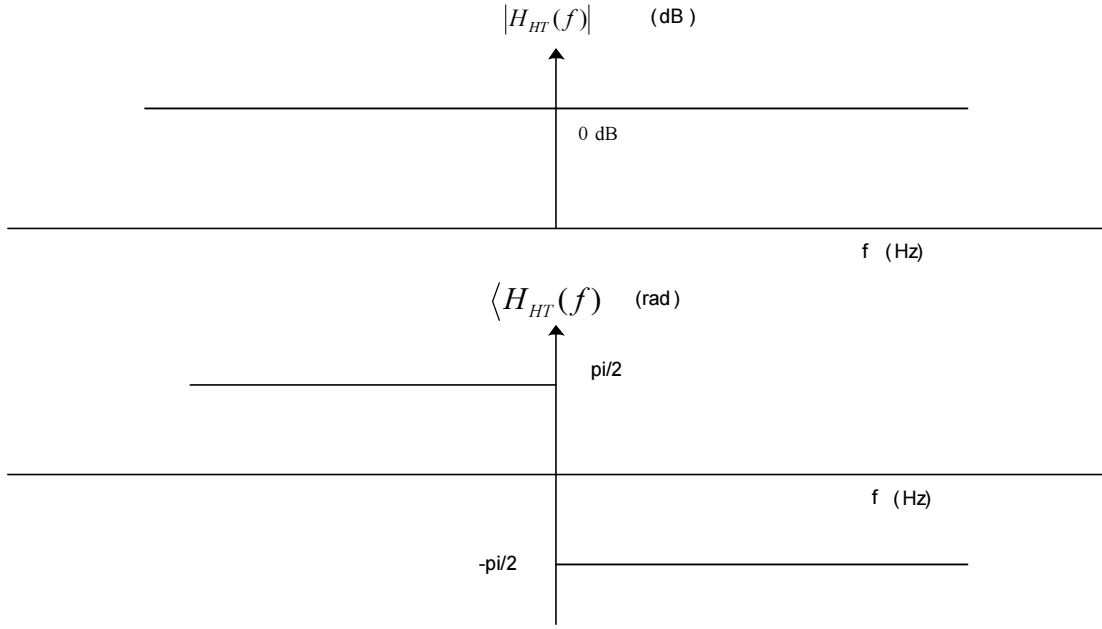 |H_HT(f)| (dB)
0 dB
f (Hz)
⟨H_HT(f) (rad)
pi/2
f (Hz)
-pi/2